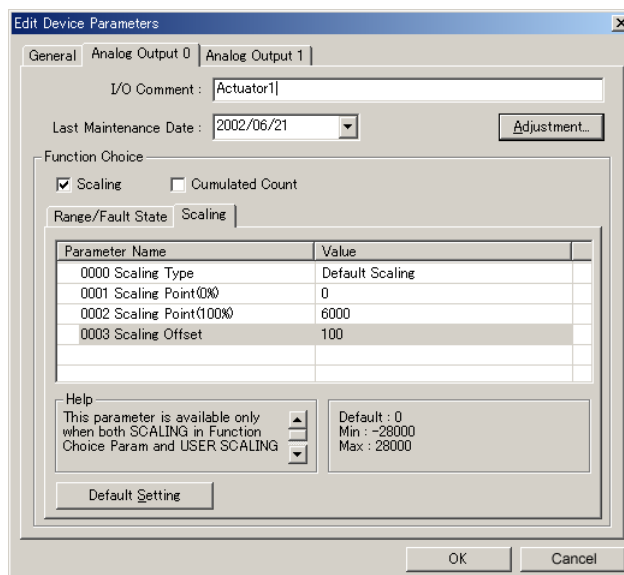 Edit Device Parameters
General Analog Output 0 Analog Output 1
I/O Comment : Actuator1
Last Maintenance Date : 2002/06/21 Adjustment...
Function Choice
Scaling Cumulated Count
Range/Fault State Scaling
Parameter Name Value
0000 Scaling Type Default Scaling
0001 Scaling Point(0%) 0
0002 Scaling Point(100%) 6000
0003 Scaling Offset 100
Help
This parameter is available only
when both SCALING in Function
Choice Param and USER SCALING
Default : 0
Min : -28000
Max : 28000
Default Setting
OK Cancel